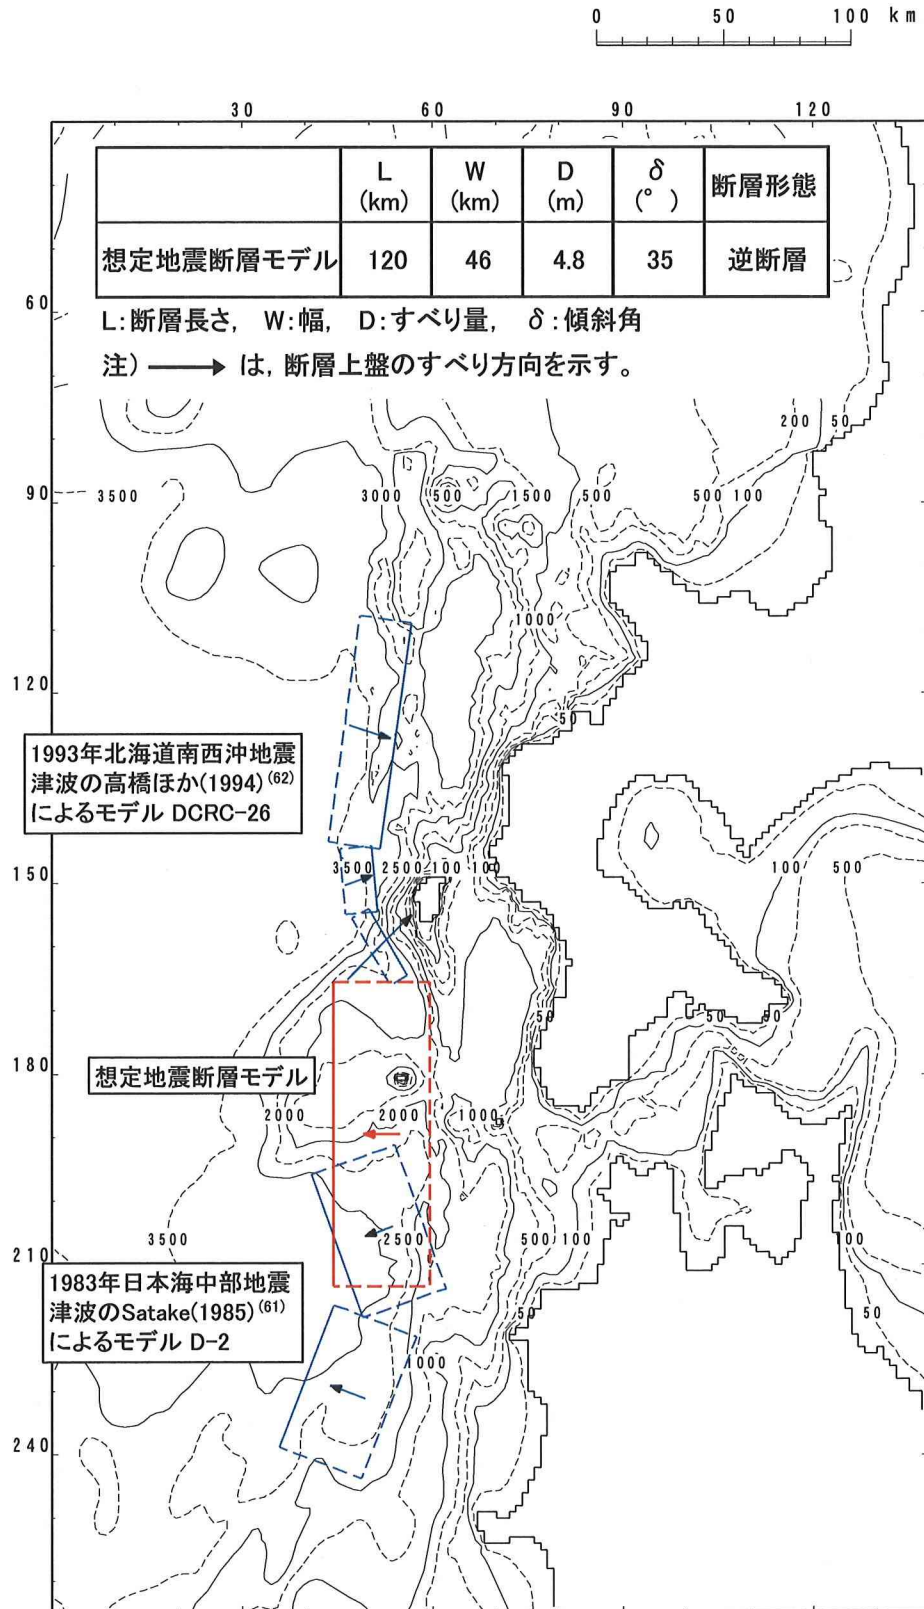 0 50 100 km
30 60 90 120
L (km) W (km) D (m) δ (°) 断層形態
想定地震断層モデル 120 46 4.8 35 逆断層
60
L:断層長さ, W:幅, D:すべり量, δ:傾斜角
注) は, 断層上盤のすべり方向を示す。
200 50
90 3500 3000 500 1500 500 500 100
1000
120
50
1993年北海道南西沖地震
津波の高橋ほか(1994)(62)
によるモデル DCRC-26
150 3500 2500 100 100 100 500
50 50 50
180
想定地震断層モデル
2000 2000 1000
210 3500 2500 500 100 100
1983年日本海中部地震
津波のSatake(1985)(61)
によるモデル D-2
50 50
000
240